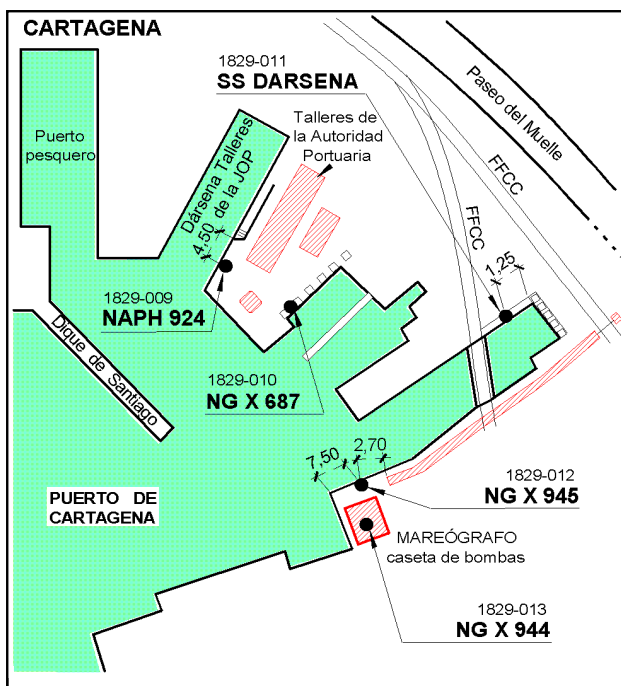 CARTAGENA
1829-011
SS DARSENA
Talleres de
la Autoridad
Portuaria
Paseo del Muelle
FFCC
FFCC
Puerto
pesquero
Dársena Talleres
de la JOP
4,50
1,25
1829-009
NAPH 924
Dique de Santiago
1829-010
NG X 687
7,50
2,70
1829-012
NG X 945
PUERTO DE
CARTAGENA
MAREÓGRAFO
caseta de bombas
1829-013
NG X 944